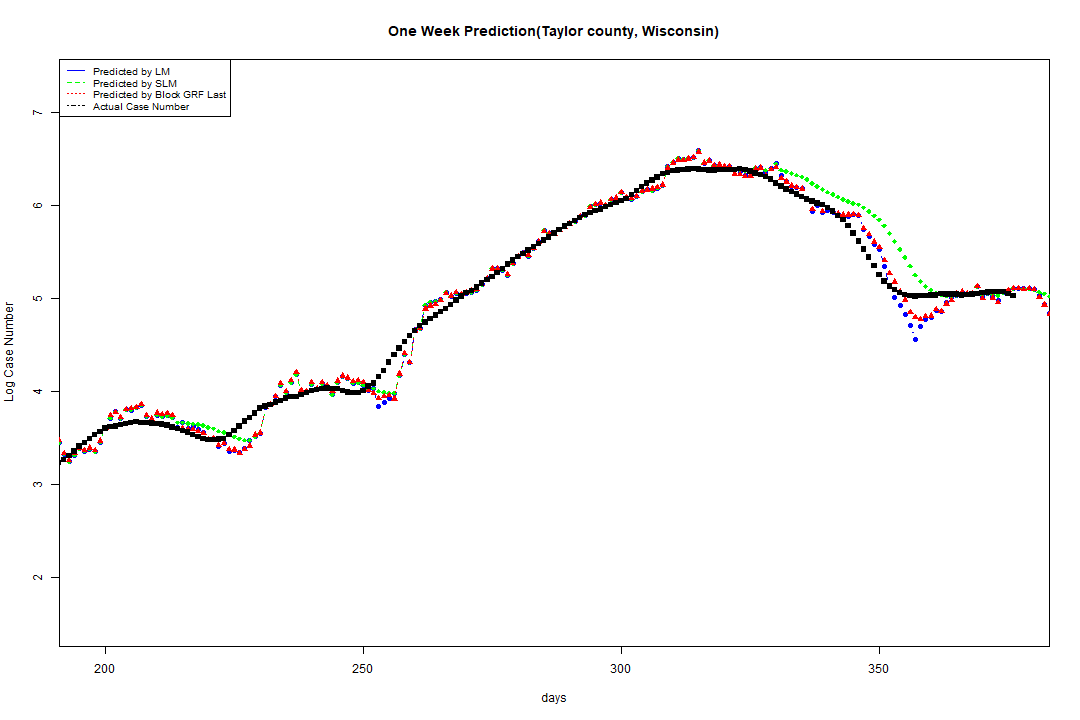 One Week Prediction(Taylor county, Wisconsin)
Predicted by LM
Predicted by SLM
Predicted by Block GRF Last
Actual Case Number
7
6
5
4
3
2
Log Case Number
200 250 300 350
days